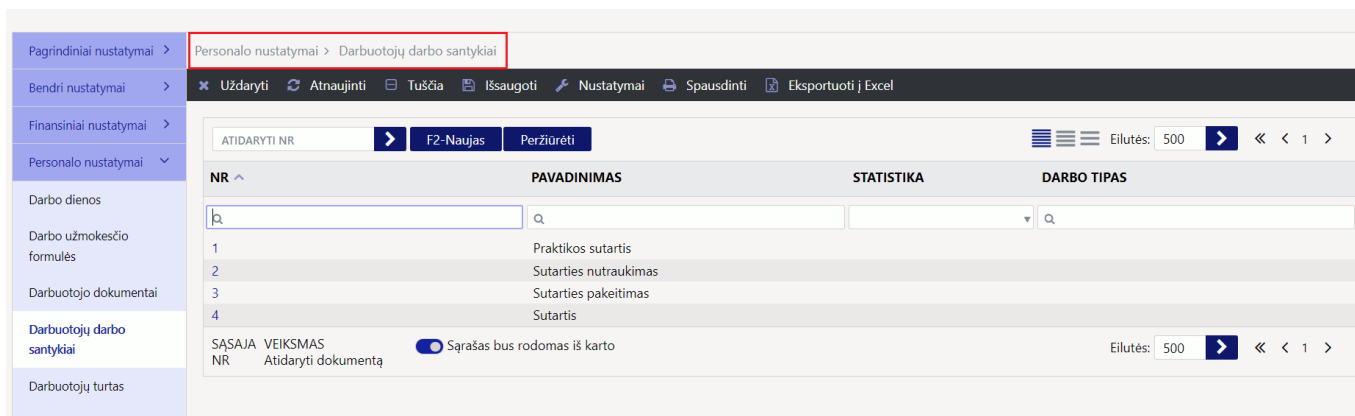 Pagrindiniai nustatymai >
Personalo nustatymai > Darbuotojų darbo santykiai
Bendri nustatymai >
Uždaryti Atnaujinti Tuščia Išsaugoti Nustatymai Spausdinti Eksportuoti į Excel
Finansiniai nustatymai >
Personalo nustatymai
ATIDARYTI NR F2-Naujas Peržiūrėti Eilutės: 500 « < 1 >
NR PAVADINIMAS STATISTIKA DARBO TIPAS
Darbo dienos
Darbo užmokesčio
formulės
Darbuotojo dokumentai
Darbuotojų darbo
santykiai
Darbuotojų turtas
1 Praktikos sutartis
2 Sutarties nutraukimas
3 Sutarties pakeitimas
4 Sutartis
SĄSAJA VEIKSMAS Sąrašas bus rodomas iš karto Eilutės: 500 « < 1 >
NR Atidaryti dokumentą